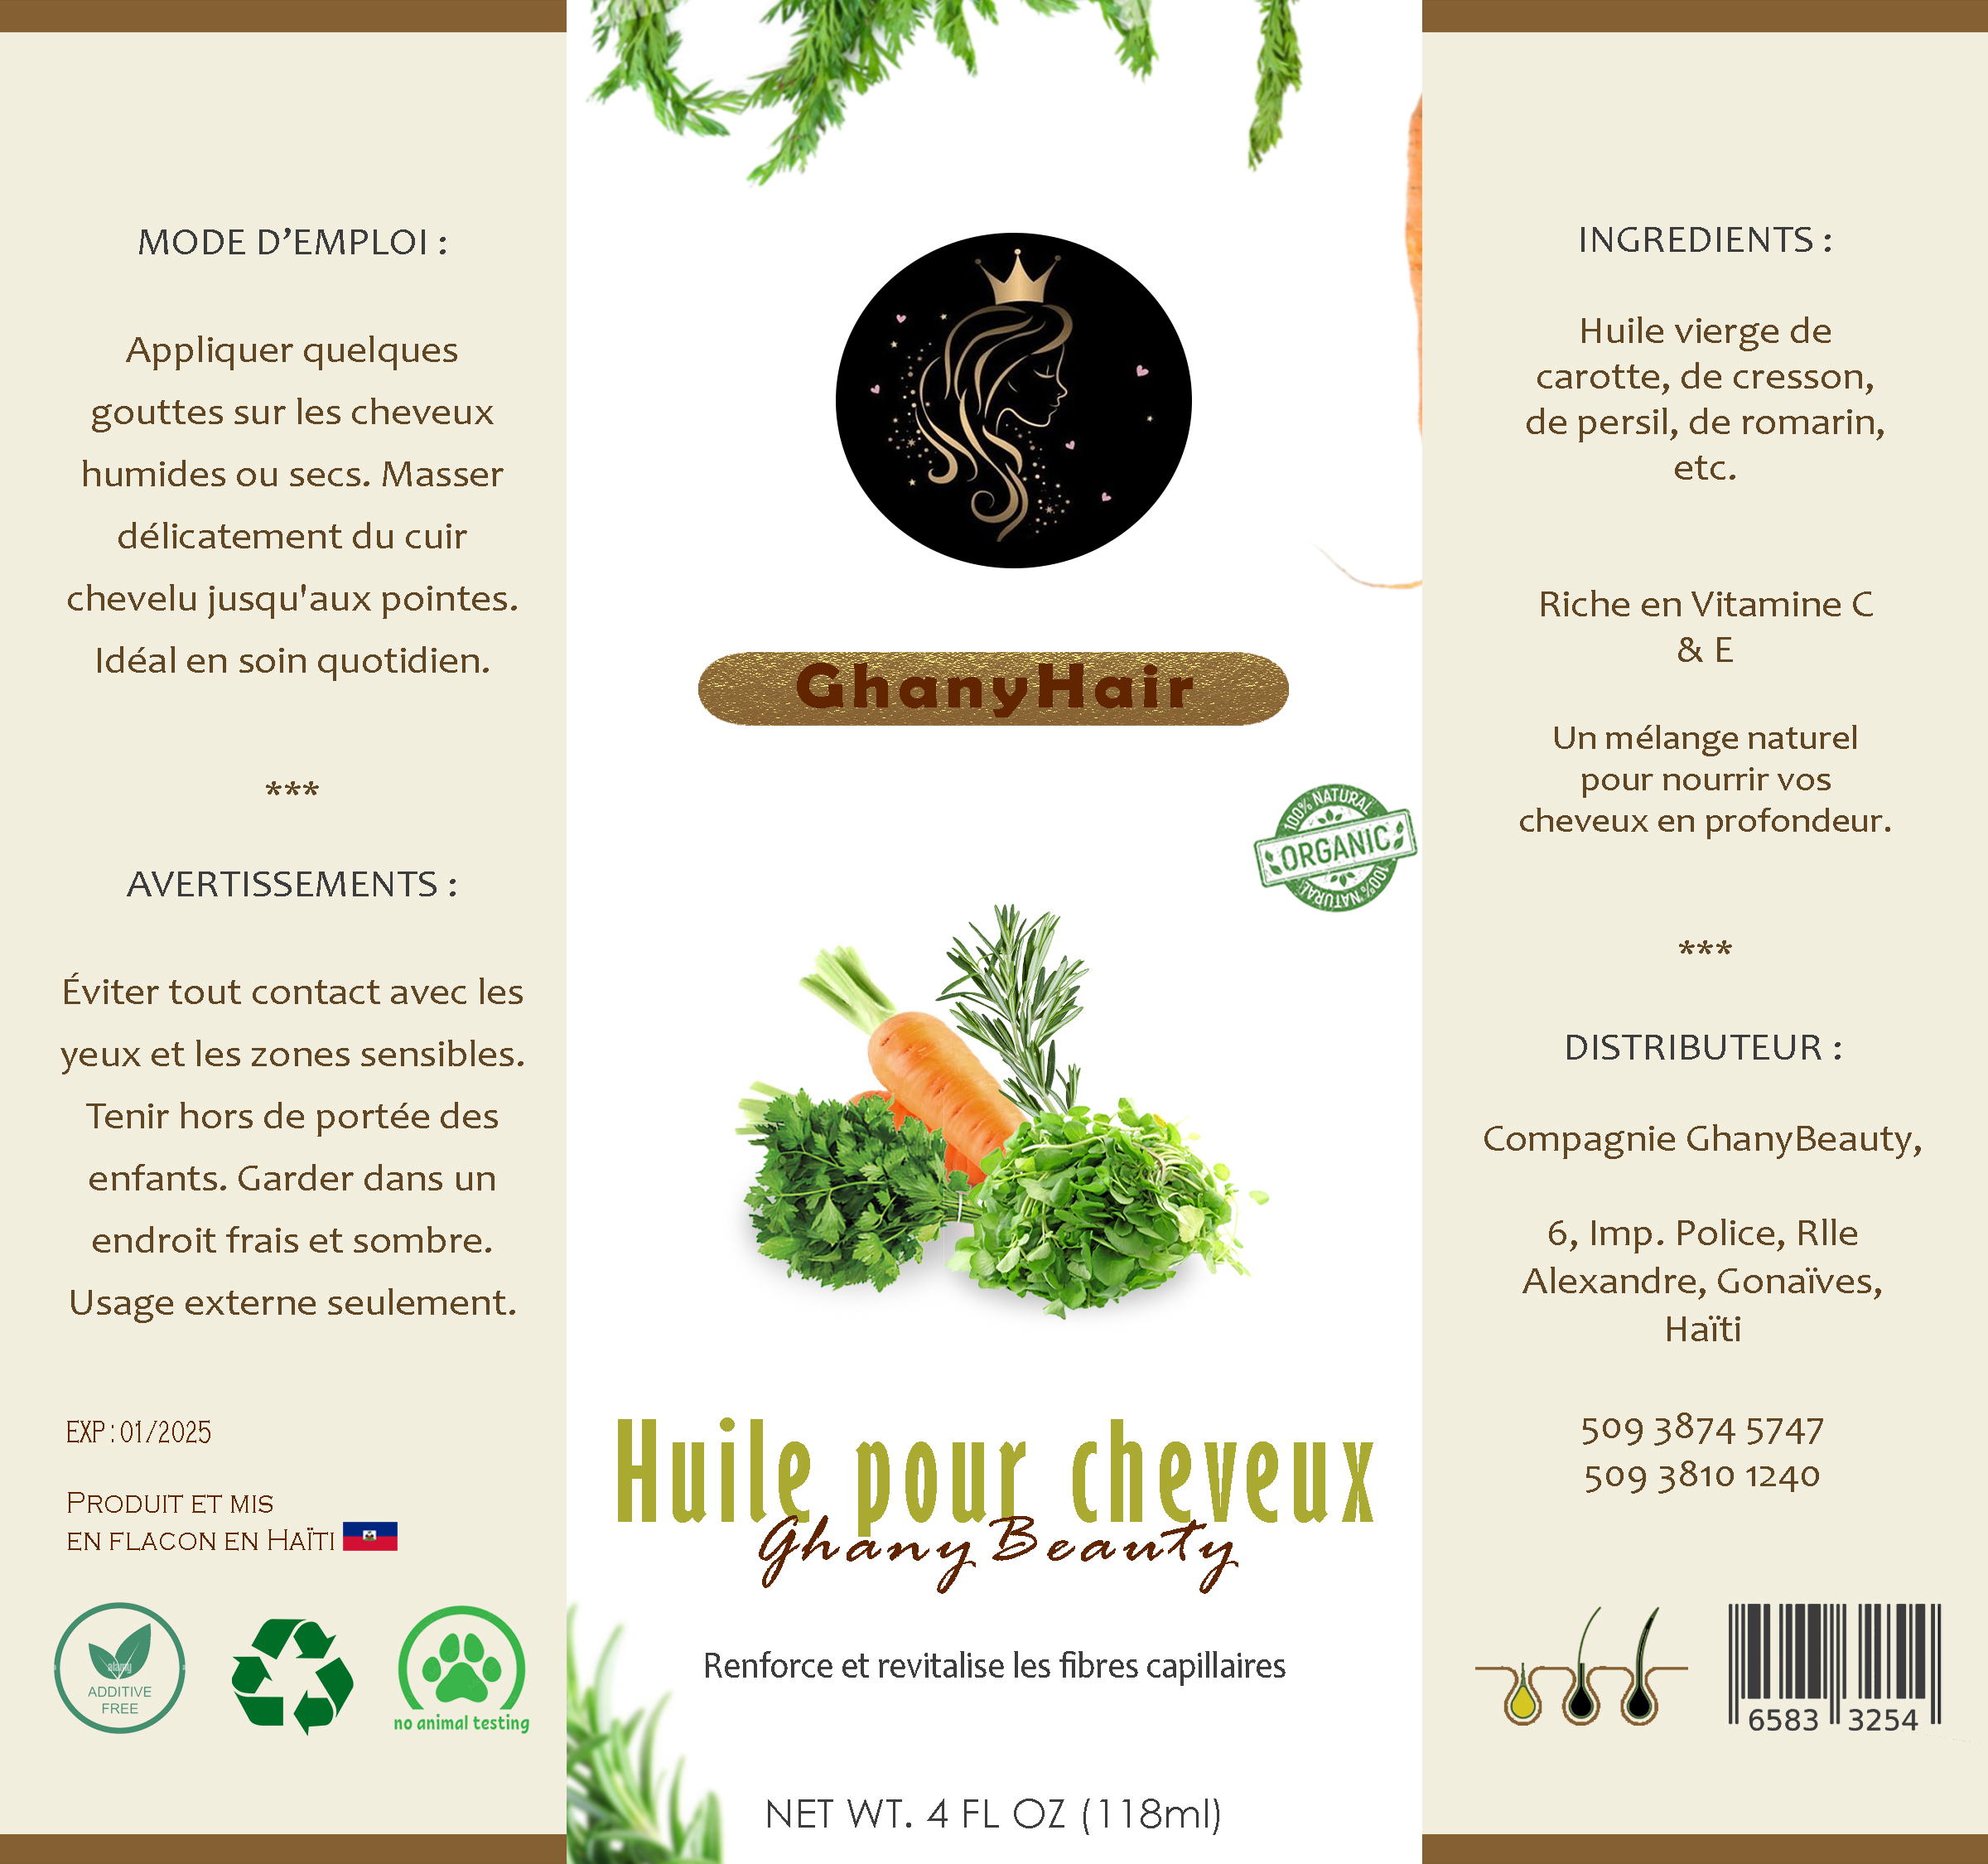 MODE D’EMPLOI :
Appliquer quelques
gouttes sur les cheveux
humides ou secs. Masser
délicatement du cuir
chevelu jusqu'aux pointes.
Idéal en soin quotidien.
***
AVERTISSEMENTS :
Éviter tout contact avec les
yeux et les zones sensibles.
Tenir hors de portée des
enfants. Garder dans un
endroit frais et sombre.
Usage externe seulement.
EXP : 01/2025
PRODUIT ET MIS
EN FLACON EN HAÏTI
alamy
ADDITIVE
FREE
no animal testing
GhanyHair
100% NATURAL
ORGANIC
100% NATURAL
Huile pour cheveux
GhanyBeauty
Renforce et revitalise les fibres capillaires
NET WT. 4 FL OZ (118ml)
INGREDIENTS :
Huile vierge de
carotte, de cresson,
de persil, de romarin,
etc.
Riche en Vitamine C
& E
Un mélange naturel
pour nourrir vos
cheveux en profondeur.
***
DISTRIBUTEUR :
Compagnie GhanyBeauty,
6, Imp. Police, Rlle
Alexandre, Gonaïves,
Haïti
509 3874 5747
509 3810 1240
6583 3254